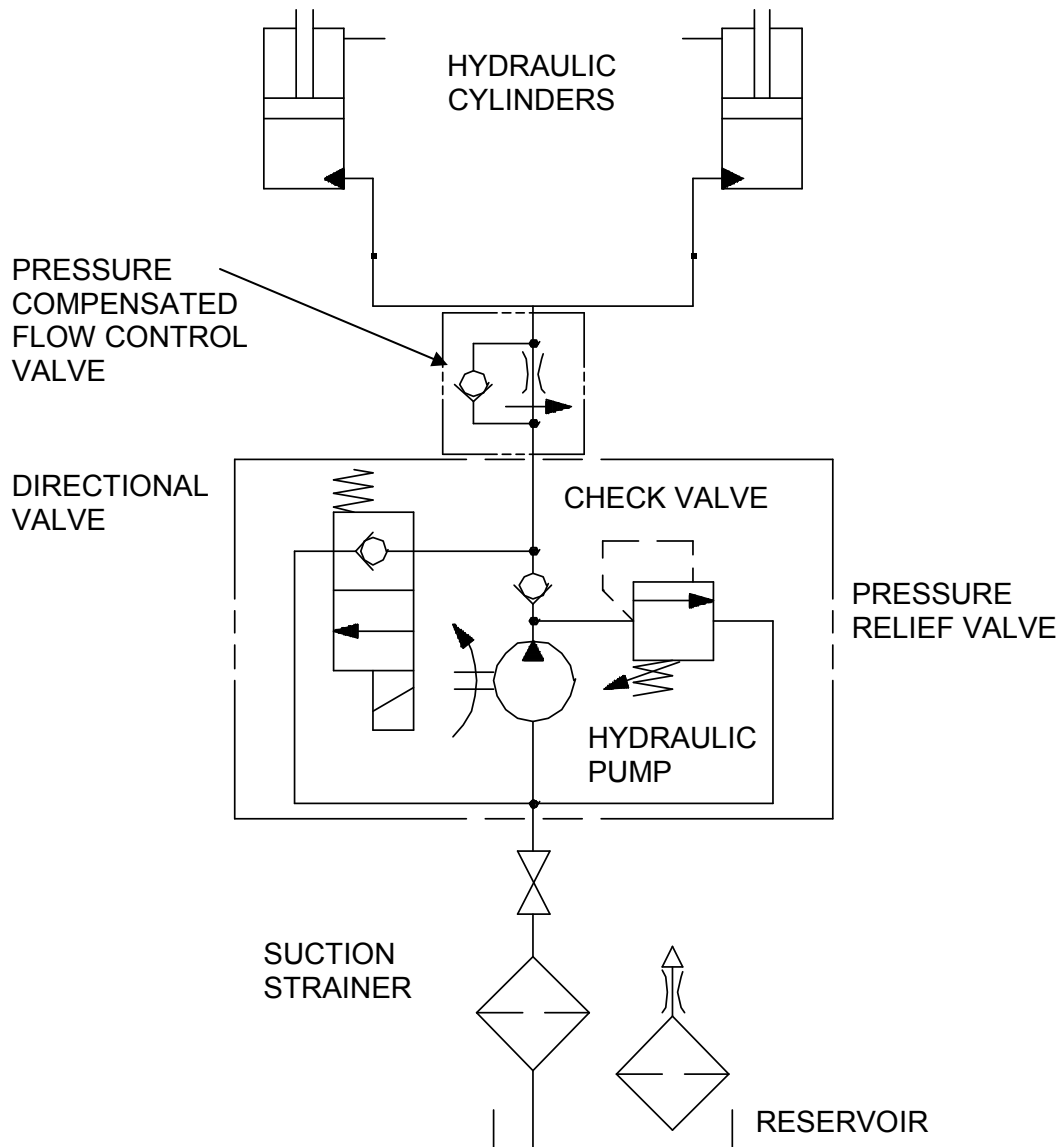 HYDRAULIC
CYLINDERS
PRESSURE
COMPENSATED
FLOW CONTROL
VALVE
DIRECTIONAL
VALVE
CHECK VALVE
PRESSURE
RELIEF VALVE
HYDRAULIC
PUMP
SUCTION
STRAINER
RESERVOIR